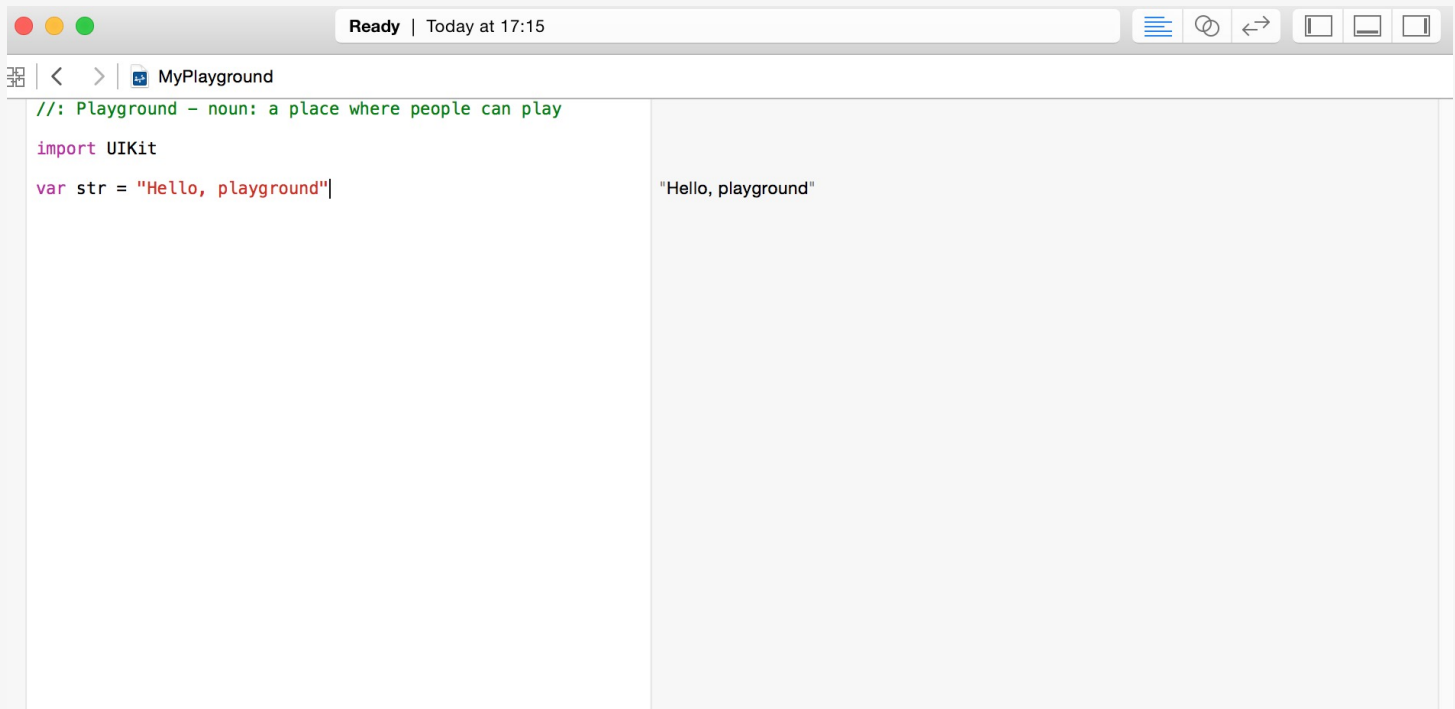 Ready | Today at 17:15
MyPlayground
//: Playground – noun: a place where people can play
import UIKit
var str = "Hello, playground"
"Hello, playground"